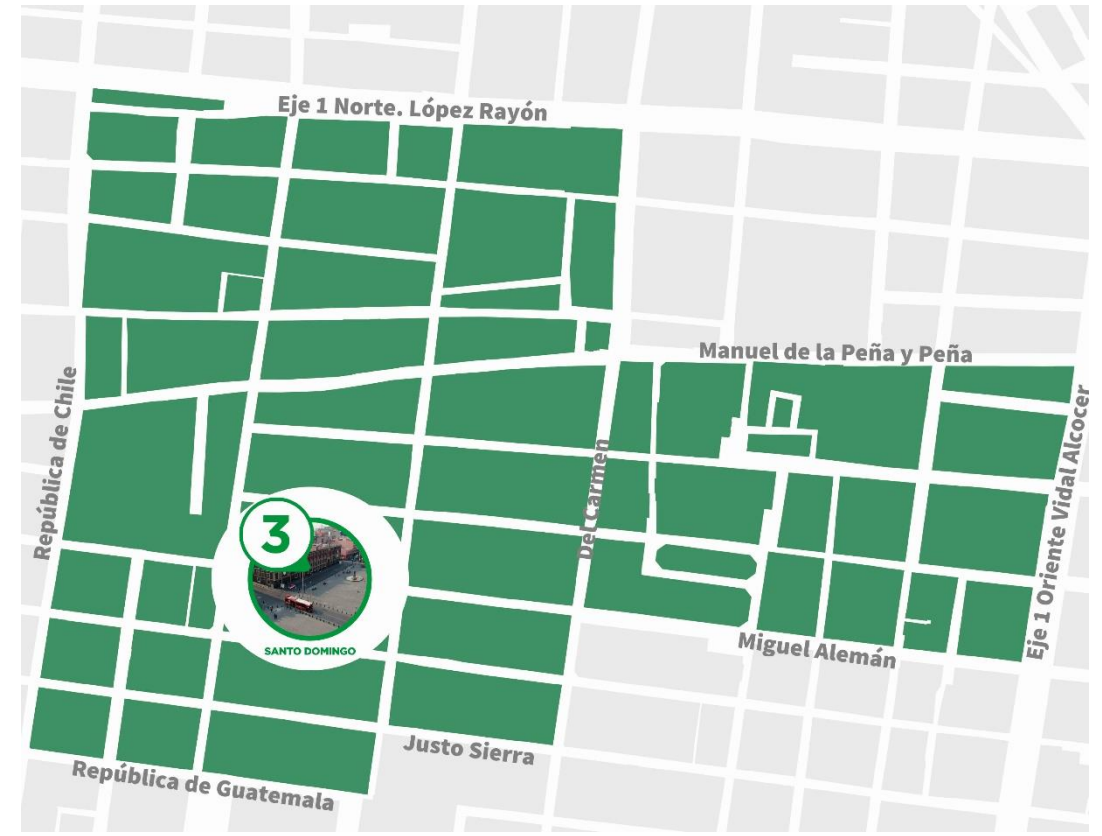 Eje 1 Norte. López Rayón
Manuel de la Peña y Peña
República de Chile
Del Carmen
Eje 1 Oriente Vidal Alcocer
3
SANTO DOMINGO
Miguel Alemán
Justo Sierra
República de Guatemala